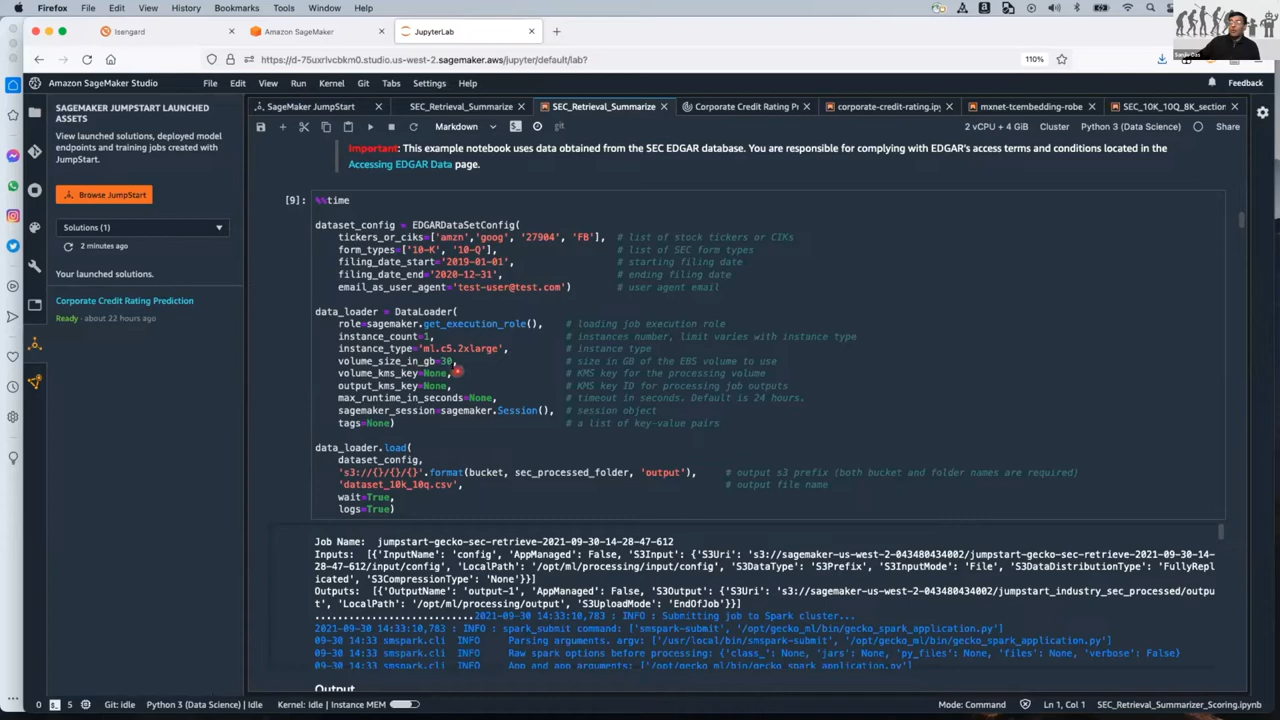 Firefox File Edit View History Bookmarks Tools Window Help
Isengard
Amazon SageMaker
JupyterLab
https://d-75uxrlvcbkm0.studio.us-west-2.sagemaker.aws/jupyter/default/lab?
110%
Amazon SageMaker Studio
File Edit View Run Kernel Git Tabs Settings Help
Feedback
SAGEMAKER JUMPSTART LAUNCHED
ASSETS
View launched solutions, deployed model
endpoints and training jobs created with
JumpStart.
Browse JumpStart
Solutions (1)
2 minutes ago
Your launched solutions.
Corporate Credit Rating Prediction
Ready - about 22 hours ago
SageMaker JumpStart
SEC_Retrieval_Summarize
SEC_Retrieval_Summarize
Corporate Credit Rating Pr
corporate-credit-rating.ipy
mxnet-tcembedding-robe
SEC_10K_10Q_8K_section
Markdown
2 vCPU + 4 GiB Cluster Python 3 (Data Science) Share
Important: This example notebook uses data obtained from the SEC EDGAR database. You are responsible for complying with EDGAR's access terms and conditions located in the
Accessing EDGAR Data page.
[9]: %%time
dataset_config = EDGARDataSetConfig(
tickers_or_ciks=['amzn','goog', '27904', 'FB'], # list of stock tickers or CIKs
form_types=['10-K', '10-Q'], # list of SEC form types
filing_date_start='2019-01-01', # starting filing date
filing_date_end='2020-12-31', # ending filing date
email_as_user_agent='test-user@test.com') # user agent email
data_loader = DataLoader(
role=sagemaker.get_execution_role(), # loading job execution role
instance_count=1, # instances number, limit varies with instance type
instance_type='ml.c5.2xlarge', # instance type
volume_size_in_gb=30, # size in GB of the EBS volume to use
volume_kms_key=None, # KMS key for the processing volume
output_kms_key=None, # KMS key ID for processing job outputs
max_runtime_in_seconds=None, # timeout in seconds. Default is 24 hours.
sagemaker_session=sagemaker.Session(), # session object
tags=None) # a list of key-value pairs
data_loader.load(
dataset_config,
's3://{}/{}/{}'.format(bucket, sec_processed_folder, 'output'), # output s3 prefix (both bucket and folder names are required)
'dataset_10k_10q.csv', # output file name
wait=True,
logs=True)
Job Name: jumpstart-gecko-sec-retrieve-2021-09-30-14-28-47-612
Inputs: [{'InputName': 'config', 'AppManaged': False, 'S3Input': {'S3Uri': 's3://sagemaker-us-west-2-043480434002/jumpstart-gecko-sec-retrieve-2021-09-30-14-
28-47-612/input/config', 'LocalPath': '/opt/ml/processing/input/config', 'S3DataType': 'S3Prefix', 'S3InputMode': 'File', 'S3DataDistributionType': 'FullyRepl
icated', 'S3CompressionType': 'None'}}]
Outputs: [{'OutputName': 'output-1', 'AppManaged': False, 'S3Output': {'S3Uri': 's3://sagemaker-us-west-2-043480434002/jumpstart_industry_sec_processed/outpu
t', 'LocalPath': '/opt/ml/processing/output', 'S3UploadMode': 'EndOfJob'}}]
............................2021-09-30 14:33:10,783 : INFO : Submitting job to Spark cluster...
2021-09-30 14:33:10,783 : INFO : spark_submit command: ['smspark-submit', '/opt/gecko_ml/bin/gecko_spark_application.py']
09-30 14:33 smspark.cli INFO Parsing arguments. argv: ['/usr/local/bin/smspark-submit', '/opt/gecko_ml/bin/gecko_spark_application.py']
09-30 14:33 smspark.cli INFO Raw spark options before processing: {'class_': None, 'jars': None, 'py_files': None, 'files': None, 'verbose': False}
09-30 14:33 smspark.cli INFO App and app arguments: ['/opt/gecko_ml/bin/gecko_spark_application.py']
Output
0 5 Git: idle Python 3 (Data Science) | Idle Kernel: Idle | Instance MEM Mode: Command Ln 1, Col 1 SEC_Retrieval_Summarizer_Scoring.ipynb
Sanjiv Das